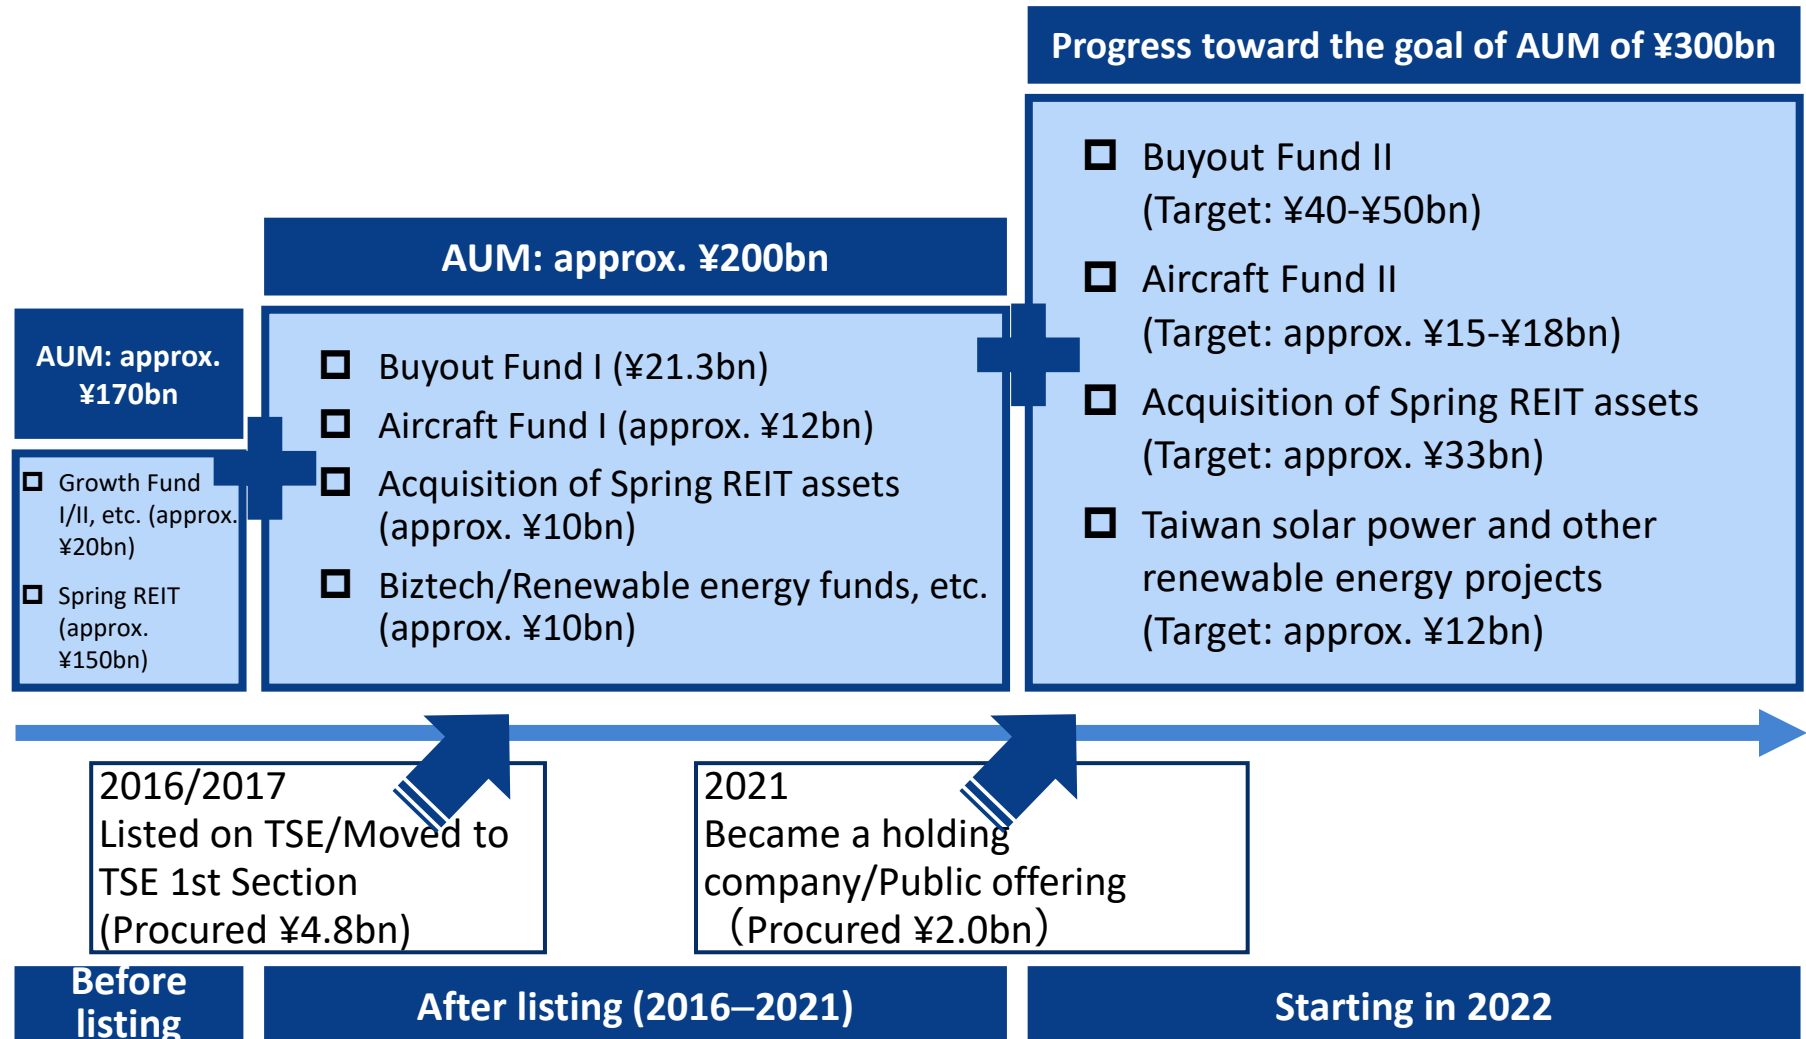 Progress toward the goal of AUM of ¥300bn
Buyout Fund II
(Target: ¥40-¥50bn)
Aircraft Fund II
(Target: approx. ¥15-¥18bn)
Acquisition of Spring REIT assets
(Target: approx. ¥33bn)
Taiwan solar power and other
renewable energy projects
(Target: approx. ¥12bn)
AUM: approx. ¥200bn
Buyout Fund I (¥21.3bn)
Aircraft Fund I (approx. ¥12bn)
Acquisition of Spring REIT assets
(approx. ¥10bn)
Biztech/Renewable energy funds, etc.
(approx. ¥10bn)
AUM: approx.
¥170bn
Growth Fund
I/II, etc. (approx.
¥20bn)
Spring REIT
(approx.
¥150bn)
2016/2017
Listed on TSE/Moved to
TSE 1st Section
(Procured ¥4.8bn)
2021
Became a holding
company/Public offering
（Procured ¥2.0bn）
Before
listing
After listing (2016–2021)
Starting in 2022